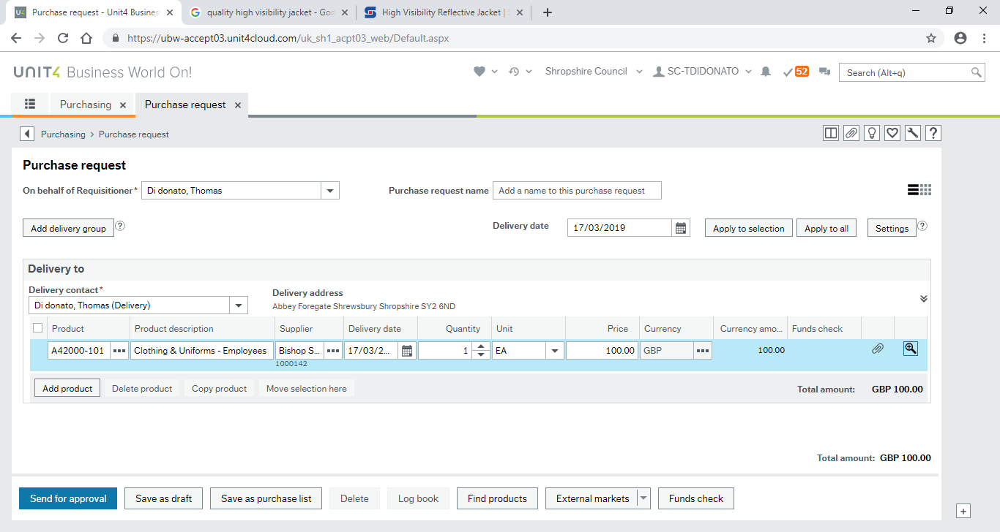 Purchase request - Unit4 Busines
quality high visibility jacket - Goo
High Visibility Reflective Jacket | S
https://ubw-accept03.unit4cloud.com/uk_sh1_acpt03_web/Default.aspx
UNIT4 Business World On!
Shropshire Council
SC-TDIDONATO
52
Search (Alt+q)
Purchasing
Purchase request
Purchasing > Purchase request
Purchase request
On behalf of Requisitioner*
Di donato, Thomas
Purchase request name
Add a name to this purchase request
Add delivery group
Delivery date
17/03/2019
Apply to selection
Apply to all
Settings
Delivery to
Delivery contact*
Di donato, Thomas (Delivery)
Delivery address
Abbey Foregate Shrewsbury Shropshire SY2 6ND
Product Product description Supplier Delivery date Quantity Unit Price Currency Currency amo... Funds check
A42000-101 Clothing & Uniforms - Employees Bishop S... 17/03/2... 1 EA 100.00 GBP 100.00
1000142
Add product Delete product Copy product Move selection here
Total amount: GBP 100.00
Total amount: GBP 100.00
Send for approval Save as draft Save as purchase list Delete Log book Find products External markets Funds check